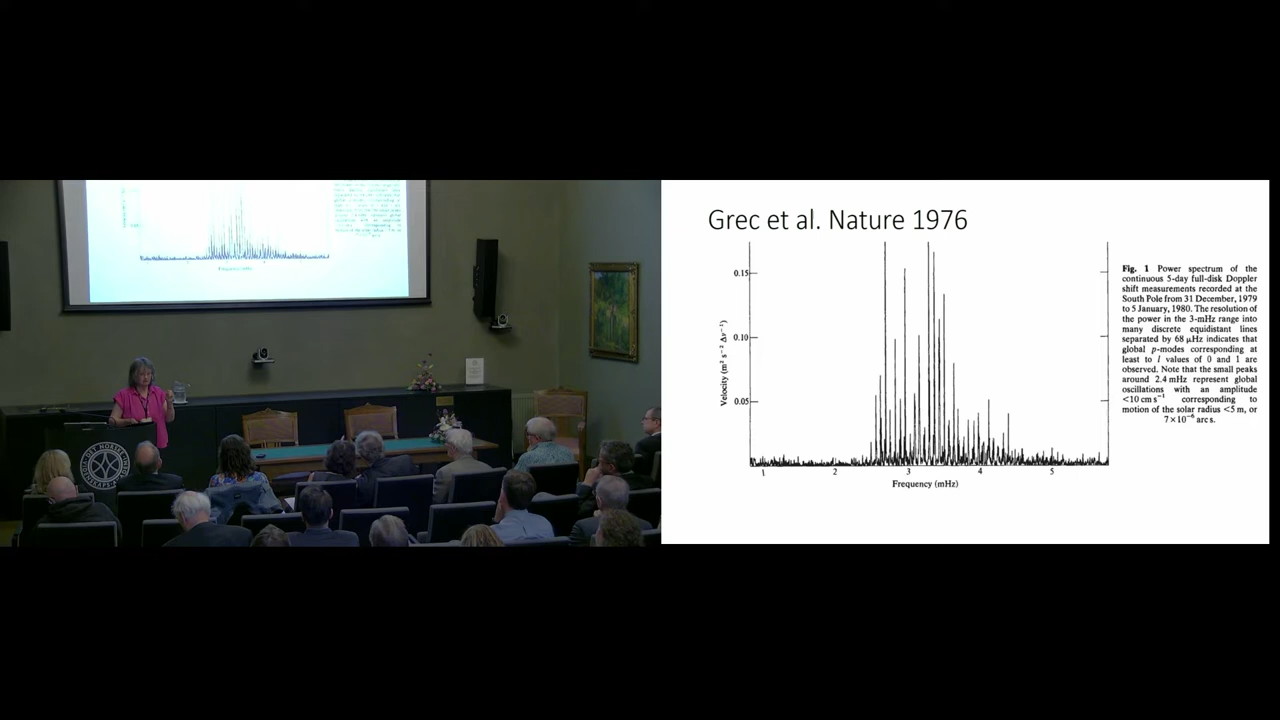 Grec et al. Nature 1976
0.15
0.10
0.05
Velocity (m² s⁻² Δν⁻¹)
1 2 3 4 5
Frequency (mHz)
Fig. 1 Power spectrum of the
continuous 5-day full-disk Doppler
shift measurements recorded at the
South Pole from 31 December, 1979
to 5 January, 1980. The resolution of
the power in the 3-mHz range into
many discrete equidistant lines
separated by 68 μHz indicates that
global p-modes corresponding at
least to l values of 0 and 1 are
observed. Note that the small peaks
around 2.4 mHz represent global
oscillations with an amplitude
<10 cm s⁻¹ corresponding to
motion of the solar radius <5 m, or
7 × 10⁻⁶ arc s.